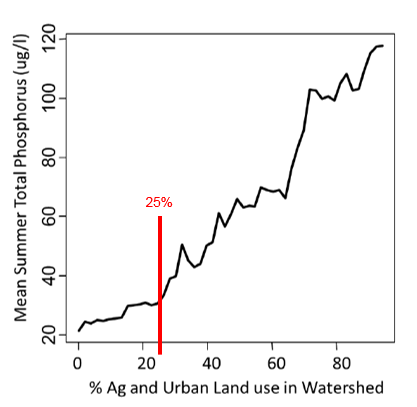 Mean Summer Total Phosphorus (ug/l)
120
100
80
60
40
20
25%
0 20 40 60 80
% Ag and Urban Land use in Watershed